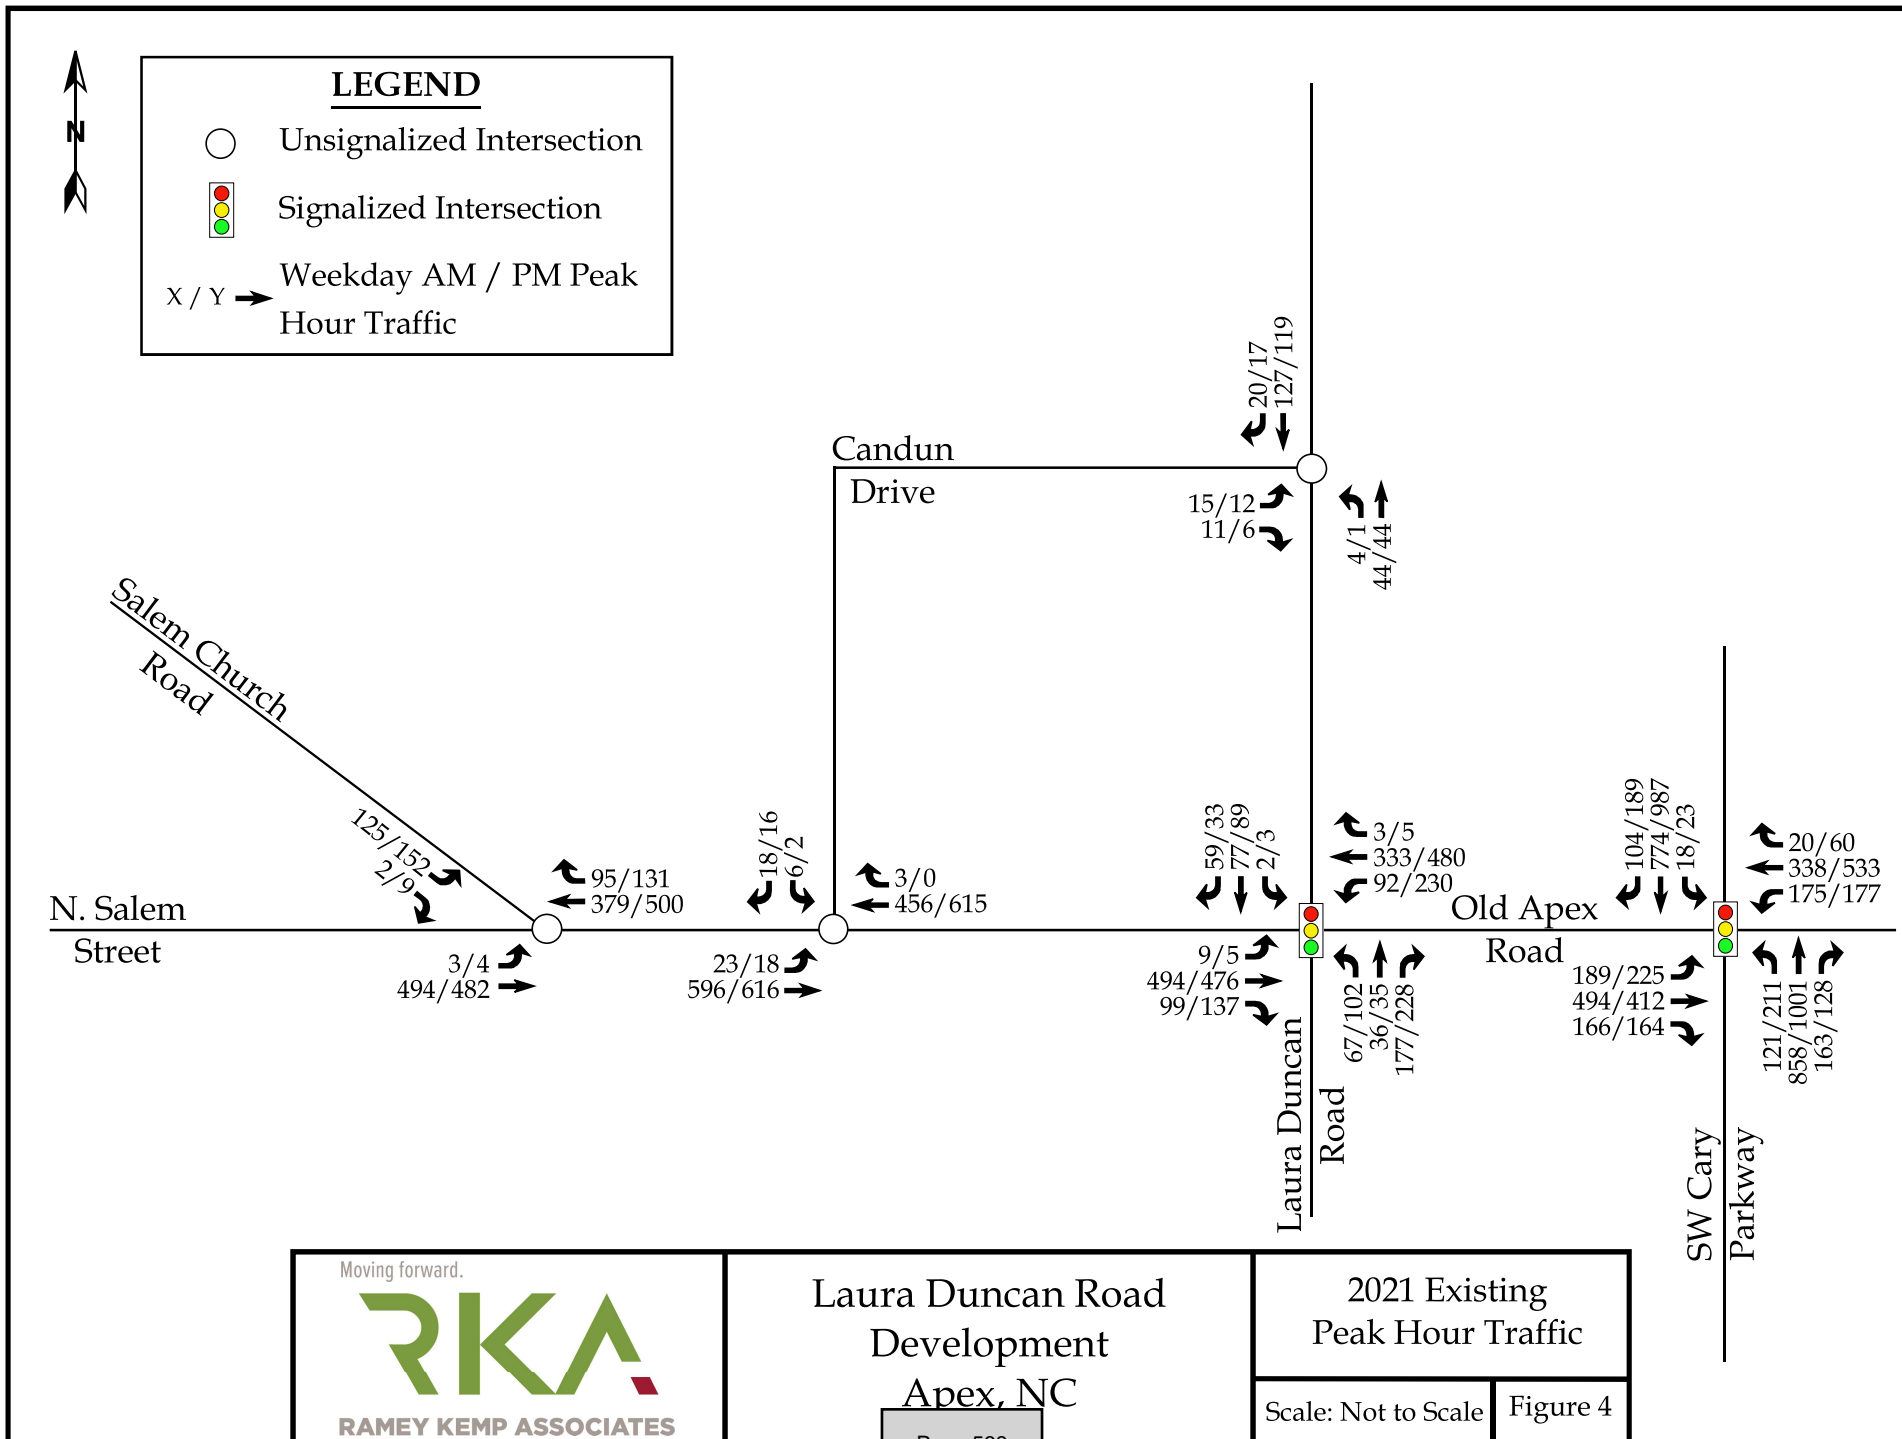 N
LEGEND
Unsignalized Intersection
Signalized Intersection
X / Y
Weekday AM / PM Peak
Hour Traffic
20/17
127/119
Candun
Drive
15/12
11/6
4/1
44/44
Salem Church
Road
125/152
2/9
95/131
379/500
N. Salem
Street
3/4
494/482
18/16
6/2
3/0
456/615
23/18
596/616
59/33
77/89
2/3
3/5
333/480
92/230
9/5
494/476
99/137
67/102
36/35
177/228
Laura Duncan
Road
Old Apex
Road
104/189
774/987
18/23
20/60
338/533
175/177
189/225
494/412
166/164
121/211
858/1001
163/128
SW Cary
Parkway
Moving forward.
RKA
RAMEY KEMP ASSOCIATES
Laura Duncan Road
Development
Apex, NC
2021 Existing
Peak Hour Traffic
Scale: Not to Scale
Figure 4